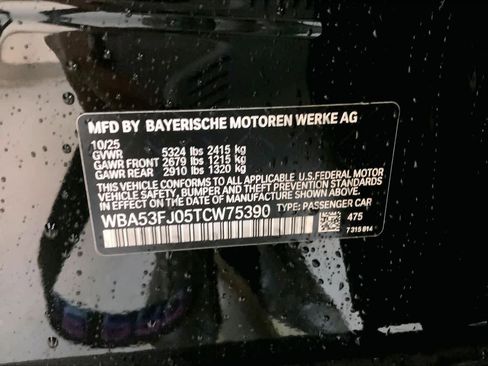 MFD BY BAYERISCHE MOTOREN WERKE AG
10/25
GVWR 5324 lbs 2415 kg
GAWR FRONT 2679 lbs 1215 kg
GAWR REAR 2910 lbs 1320 kg
THIS VEHICLE CONFORMS TO ALL APPLICABLE U.S.FEDERAL MOTOR
VEHICLE SAFETY, BUMPER, AND THEFT PREVENTION STANDARDS
IN EFFECT ON THE DATE OF MANUFACTURE SHOWN ABOVE.
WBA53FJ05TCW75390 TYPE: PASSENGER CAR
475
7 315 814